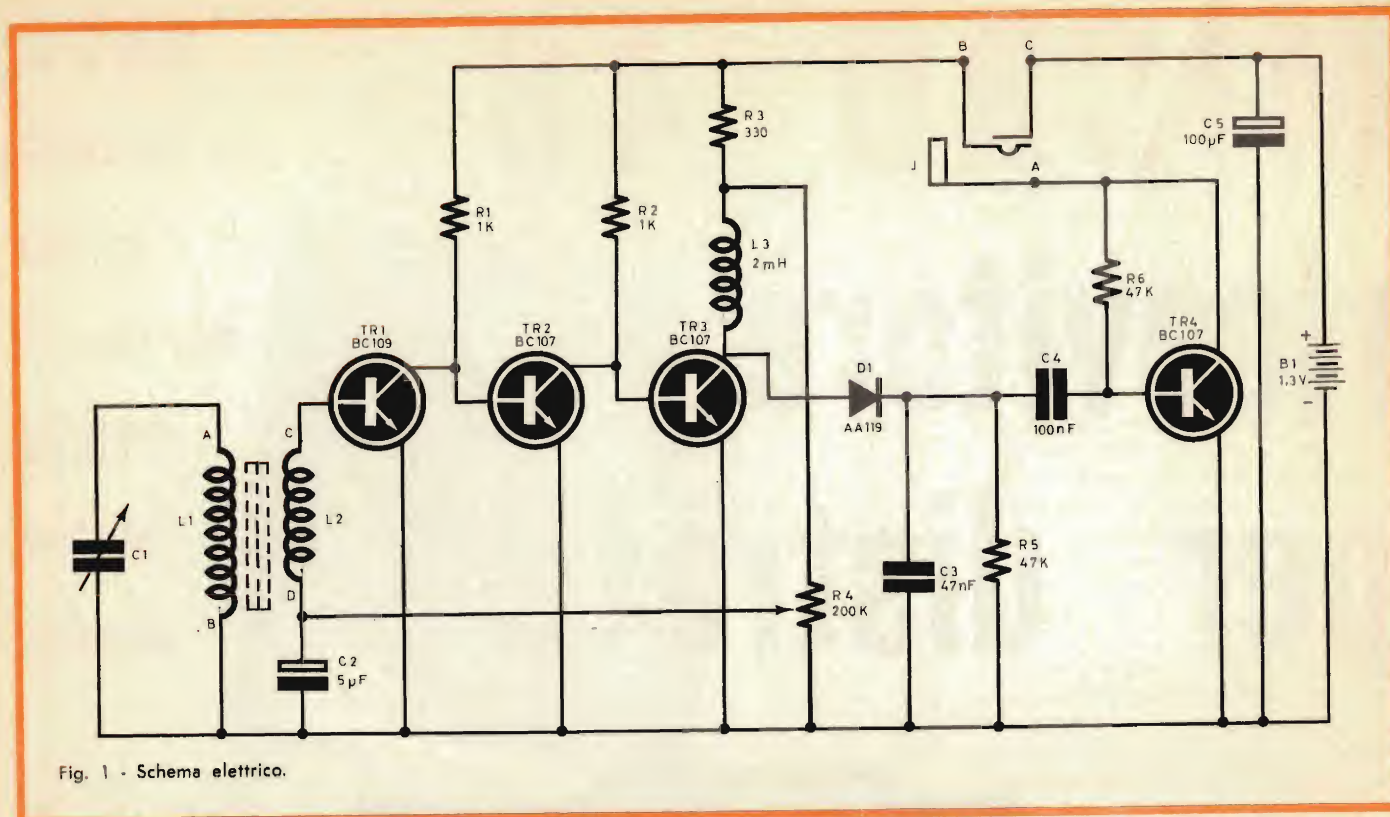 B
C
R3
330
C5
100µF
J
A
R1
1K
R2
1K
L3
2mH
R6
47K
TR1
BC109
TR2
BC107
TR3
BC107
TR4
BC107
D1
AA119
C4
100nF
B1
1,3V
+
-
A
C
L1
L2
C1
B
D
C2
5µF
R4
200K
C3
47nF
R5
47K
Fig. 1 - Schema elettrico.